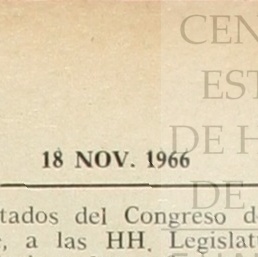 CEN
EST
DE H
18 NOV. 1966
DE
tados del Congreso d
, a las HH. Legislat